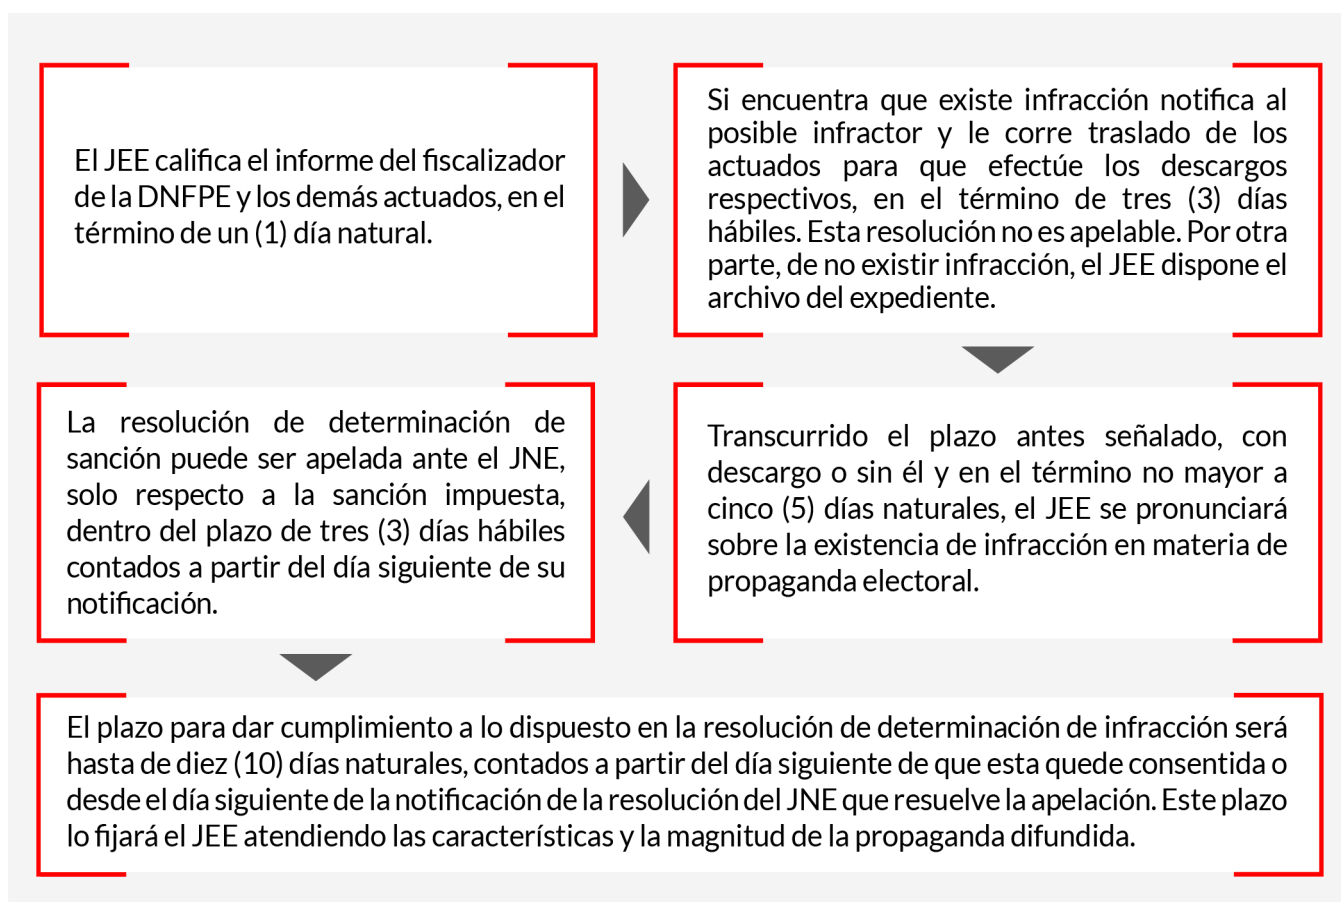 El JEE califica el informe del fiscalizador
de la DNFPE y los demás actuados, en el
término de un (1) día natural.
Si encuentra que existe infracción notifica al
posible infractor y le corre traslado de los
actuados para que efectúe los descargos
respectivos, en el término de tres (3) días
hábiles. Esta resolución no es apelable. Por otra
parte, de no existir infracción, el JEE dispone el
archivo del expediente.
Transcurrido el plazo antes señalado, con
descargo o sin él y en el término no mayor a
cinco (5) días naturales, el JEE se pronunciará
sobre la existencia de infracción en materia de
propaganda electoral.
La resolución de determinación de
sanción puede ser apelada ante el JNE,
solo respecto a la sanción impuesta,
dentro del plazo de tres (3) días hábiles
contados a partir del día siguiente de su
notificación.
El plazo para dar cumplimiento a lo dispuesto en la resolución de determinación de infracción será
hasta de diez (10) días naturales, contados a partir del día siguiente de que esta quede consentida o
desde el día siguiente de la notificación de la resolución del JNE que resuelve la apelación. Este plazo
lo fijará el JEE atendiendo las características y la magnitud de la propaganda difundida.